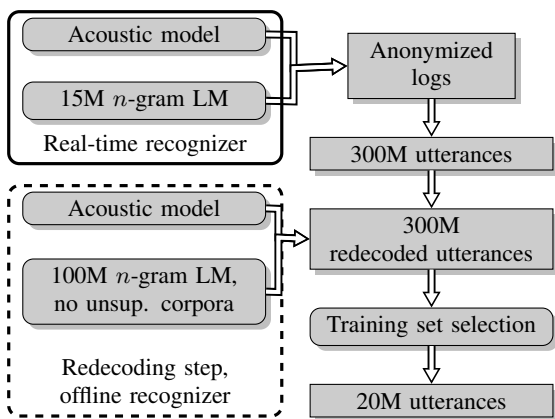 Acoustic model
15M n-gram LM
Real-time recognizer
Anonymized
logs
300M utterances
Acoustic model
100M n-gram LM,
no unsup. corpora
Redecoding step,
offline recognizer
300M
redecoded utterances
Training set selection
20M utterances